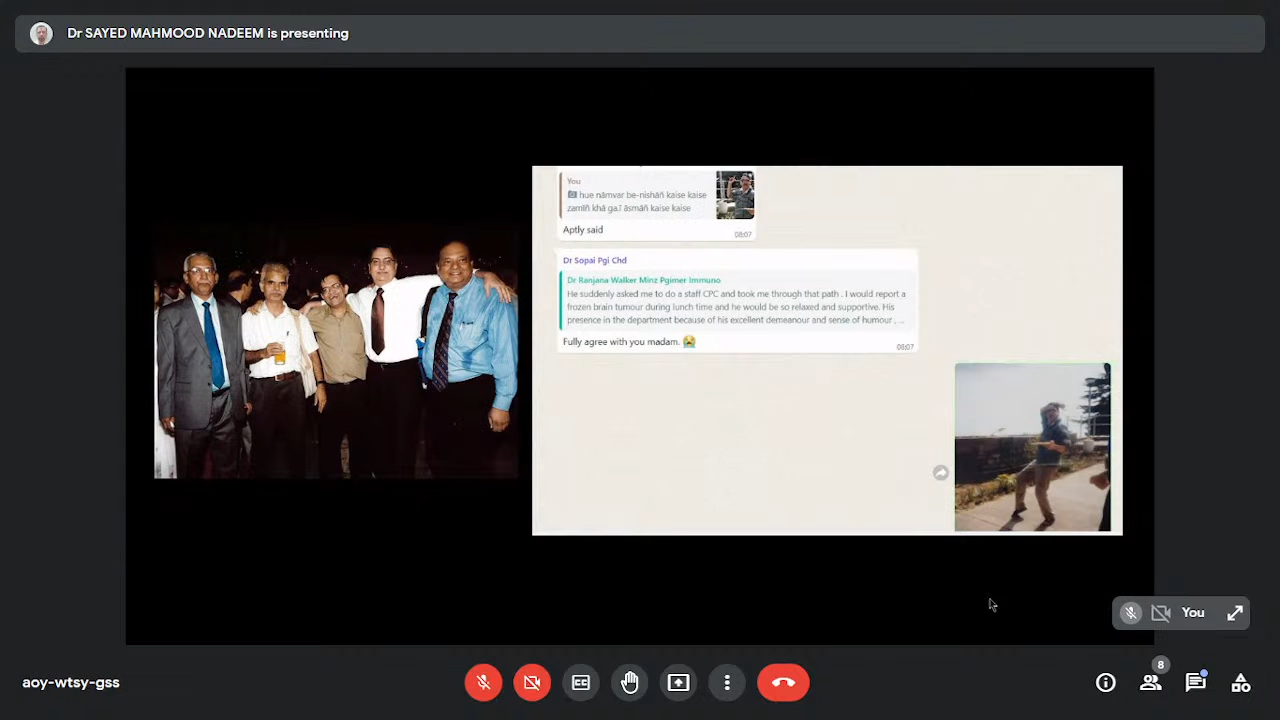 Dr SAYED MAHMOOD NADEEM is presenting
You
hue nāmvar be-nishāñ kaise kaise
zamīñ khā ga.ī āsmāñ kaise kaise
Aptly said
08:07
Dr Sopai Pgi Chd
Dr Ranjana Walker Minz Pgimer Immuno
He suddenly asked me to do a staff CPC and took me through that path . I would report a
frozen brain tumour during lunch time and he would be so relaxed and supportive. His
presence in the department because of his excellent demeanour and sense of humour , ...
Fully agree with you madam. 😭
08:07
You
aoy-wtsy-gss
CC
8